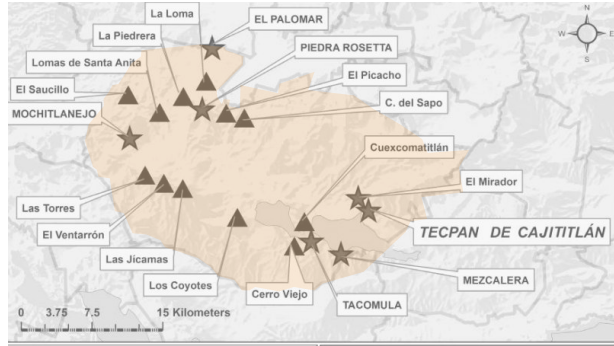 La Loma
EL PALOMAR
N
La Piedrera
PIEDRA ROSETTA
W
E
Lomas de Santa Anita
El Picacho
S
El Saucillo
C. del Sapo
MOCHITLANEJO
Cuexcomatitlán
El Mirador
Las Torres
TECPAN DE CAJITITLÁN
El Ventarrón
Las Jícamas
MEZCALERA
Los Coyotes
Cerro Viejo
TACOMULA
0 3.75 7.5 15 Kilometers